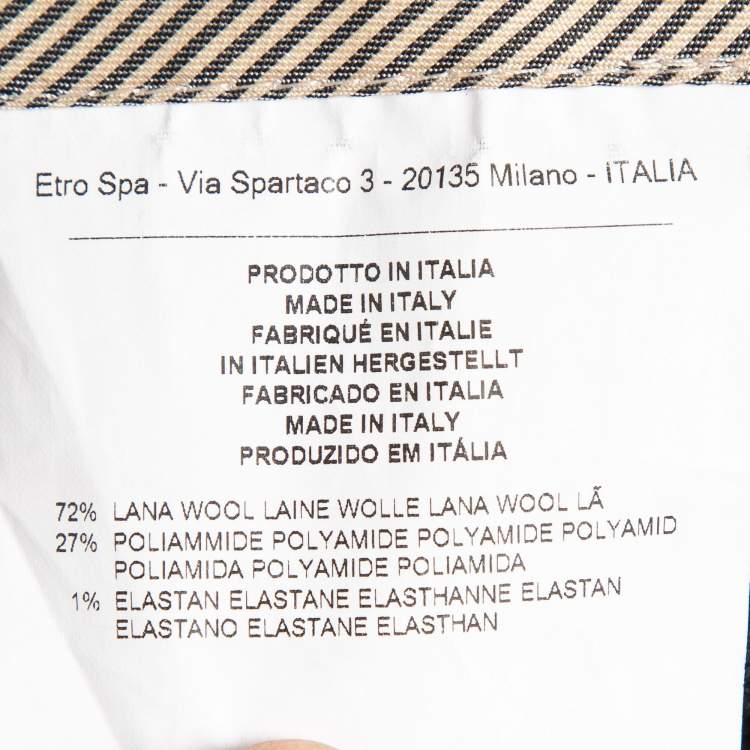 Etro Spa - Via Spartaco 3 - 20135 Milano - ITALIA
PRODOTTO IN ITALIA
MADE IN ITALY
FABRIQUÉ EN ITALIE
IN ITALIEN HERGESTELLT
FABRICADO EN ITALIA
MADE IN ITALY
PRODUZIDO EM ITÁLIA
72% LANA WOOL LAINE WOLLE LANA WOOL LÃ
27% POLIAMMIDE POLYAMIDE POLYAMIDE POLYAMID
POLIAMIDA POLYAMIDE POLIAMIDA
1% ELASTAN ELASTANE ELASTHANNE ELASTAN
ELASTANO ELASTANE ELASTHAN